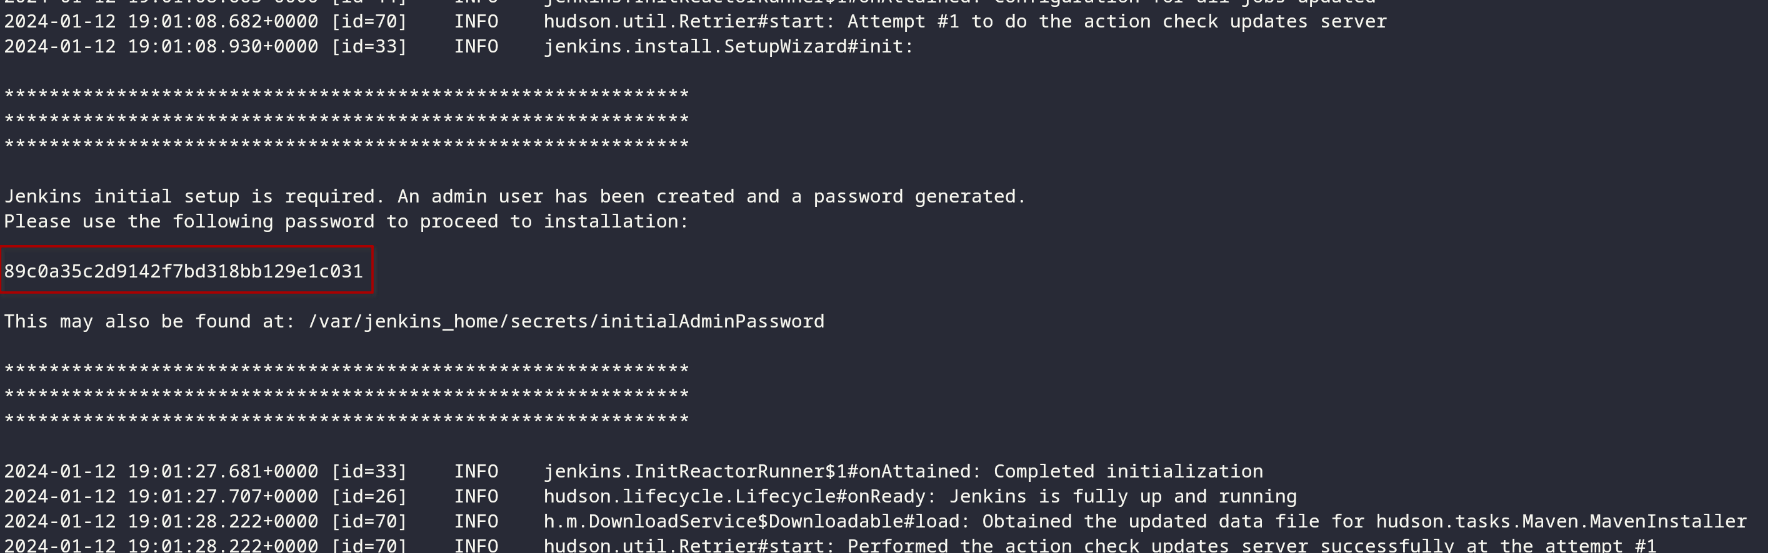 2024-01-12 19:01:08.682+0000 [id=70] INFO hudson.util.Retrier#start: Attempt #1 to do the action check updates server
2024-01-12 19:01:08.930+0000 [id=33] INFO jenkins.install.SetupWizard#init:
*************************************************************
*************************************************************
*************************************************************
Jenkins initial setup is required. An admin user has been created and a password generated.
Please use the following password to proceed to installation:
89c0a35c2d9142f7bd318bb129e1c031
This may also be found at: /var/jenkins_home/secrets/initialAdminPassword
*************************************************************
*************************************************************
*************************************************************
2024-01-12 19:01:27.681+0000 [id=33] INFO jenkins.InitReactorRunner$1#onAttained: Completed initialization
2024-01-12 19:01:27.707+0000 [id=26] INFO hudson.lifecycle.Lifecycle#onReady: Jenkins is fully up and running
2024-01-12 19:01:28.222+0000 [id=70] INFO h.m.DownloadService$Downloadable#load: Obtained the updated data file for hudson.tasks.Maven.MavenInstaller
2024-01-12 19:01:28.222+0000 [id=70] INFO hudson.util.Retrier#start: Performed the action check updates server successfully at the attempt #1